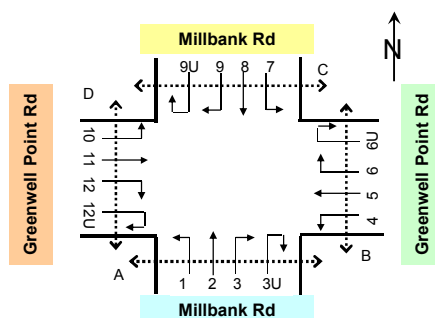 Millbank Rd
N
D
9U 9 8 7
C
Greenwell Point Rd
10
11
12
12U
6U
6
5
4
Greenwell Point Rd
A
1 2 3 3U
B
Millbank Rd